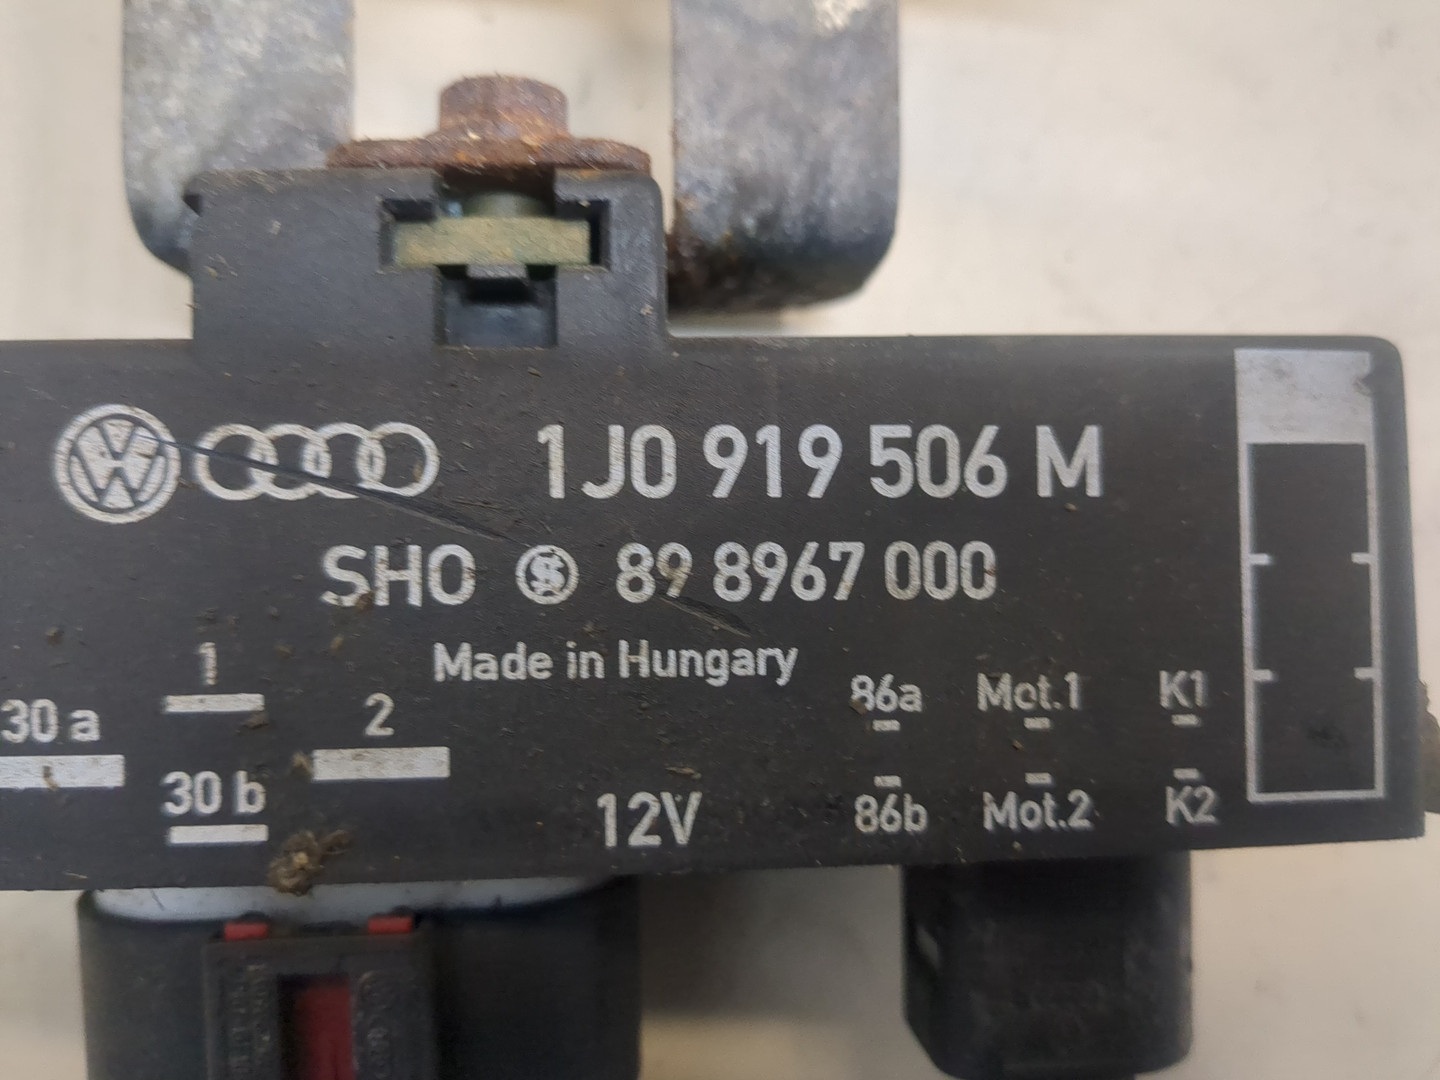 1J0 919 506 M
SHO 89 8967 000
Made in Hungary
1
30 a
2
30 b
12V
86a Mot.1 K1
86b Mot.2 K2